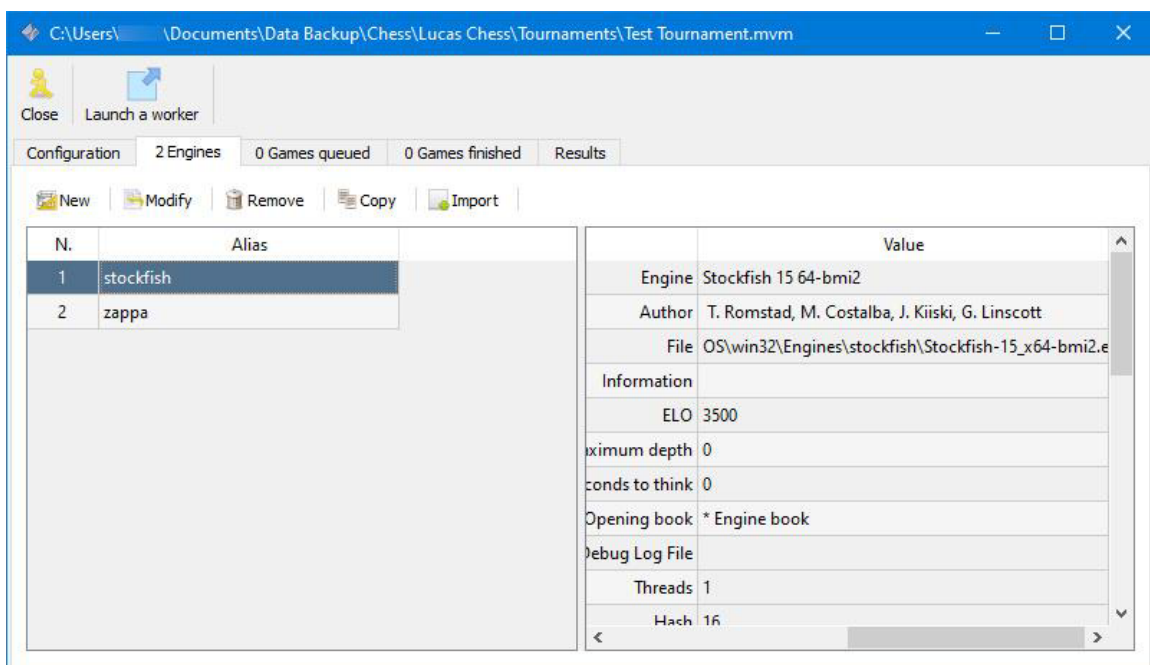 C:\Users\ \Documents\Data Backup\Chess\Lucas Chess\Tournaments\Test Tournament.mvm
Close Launch a worker
Configuration 2 Engines 0 Games queued 0 Games finished Results
New Modify Remove Copy Import
N. Alias Value
1 stockfish Engine Stockfish 15 64-bmi2
2 zappa Author T. Romstad, M. Costalba, J. Kiiski, G. Linscott
File OS\win32\Engines\stockfish\Stockfish-15_x64-bmi2.e
Information
ELO 3500
ximum depth 0
conds to think 0
Opening book * Engine book
Debug Log File
Threads 1
Hash 16